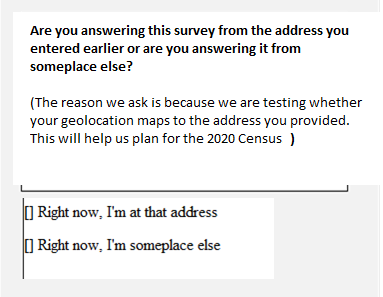 Are you answering this survey from the address you
entered earlier or are you answering it from
someplace else?
(The reason we ask is because we are testing whether
your geolocation maps to the address you provided.
This will help us plan for the 2020 Census )
[] Right now, I'm at that address
[] Right now, I'm someplace else